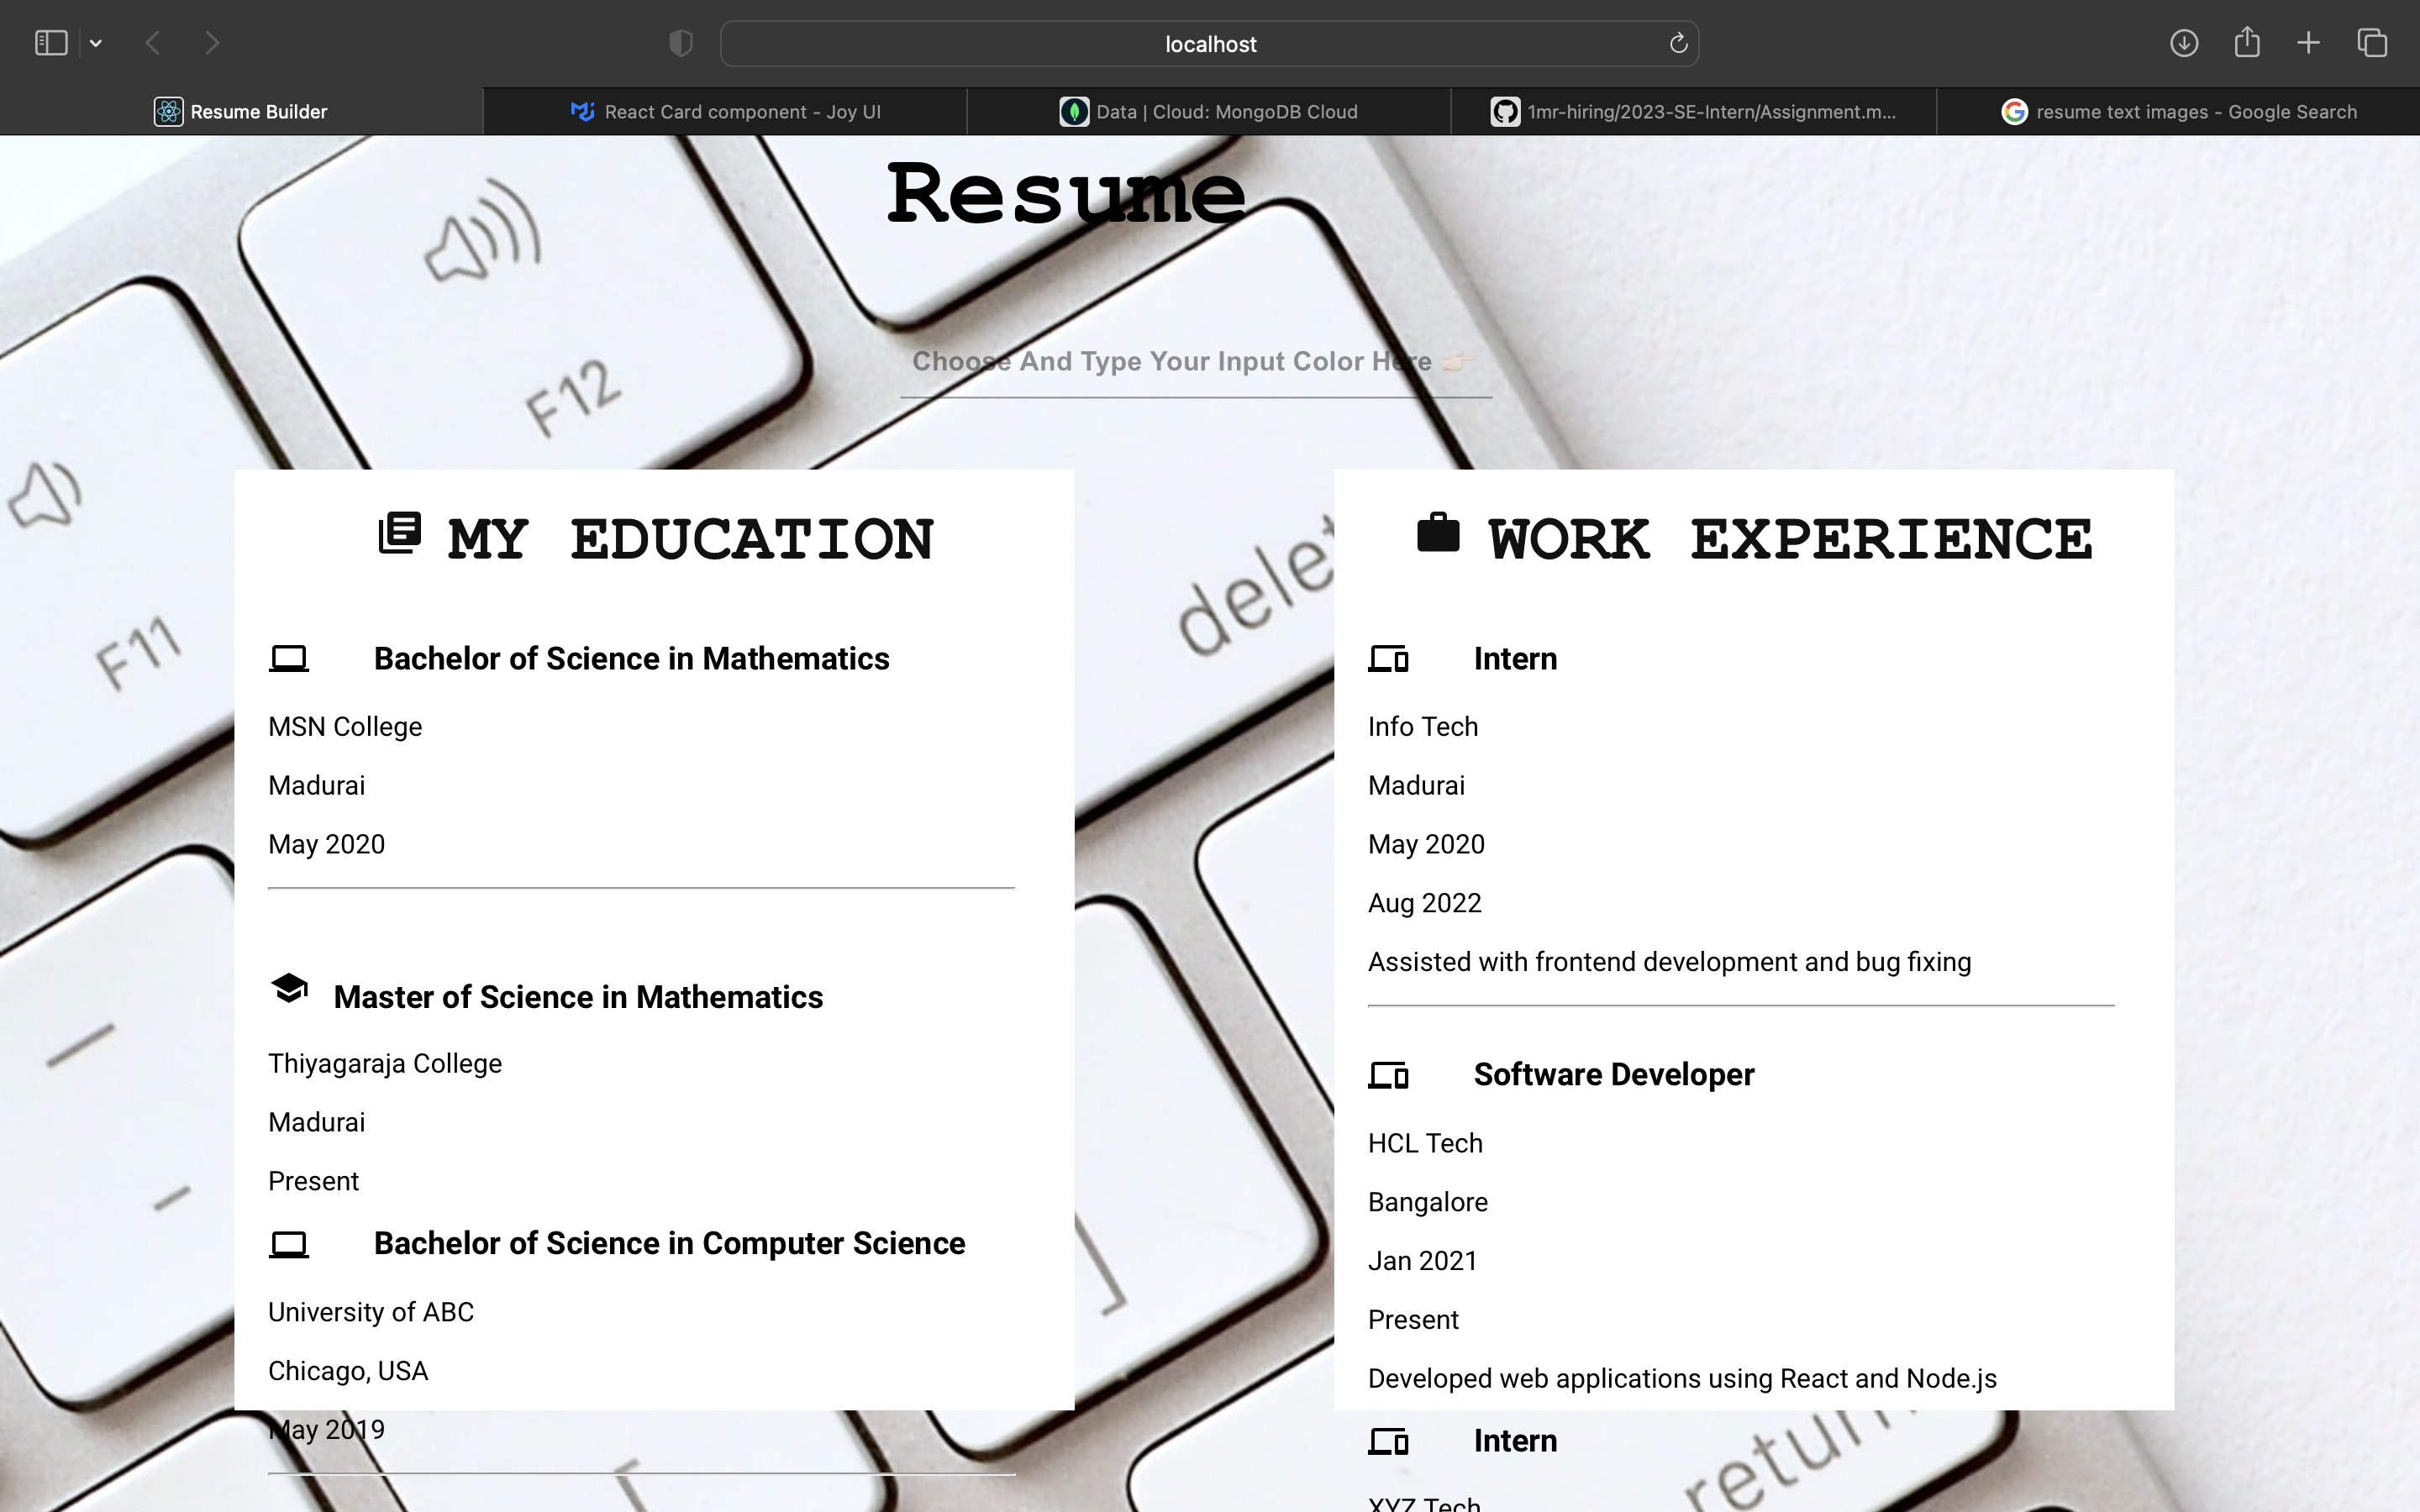 localhost
Resume Builder
React Card component - Joy UI
Data | Cloud: MongoDB Cloud
1mr-hiring/2023-SE-Intern/Assignment.m...
resume text images - Google Search
Resume
Choose And Type Your Input Color Here 👉🏻
F12
F11
delet
MY EDUCATION
Bachelor of Science in Mathematics
MSN College
Madurai
May 2020
Master of Science in Mathematics
Thiyagaraja College
Madurai
Present
Bachelor of Science in Computer Science
University of ABC
Chicago, USA
May 2019
WORK EXPERIENCE
Intern
Info Tech
Madurai
May 2020
Aug 2022
Assisted with frontend development and bug fixing
Software Developer
HCL Tech
Bangalore
Jan 2021
Present
Developed web applications using React and Node.js
Intern
XYZ Tech
return
]
[